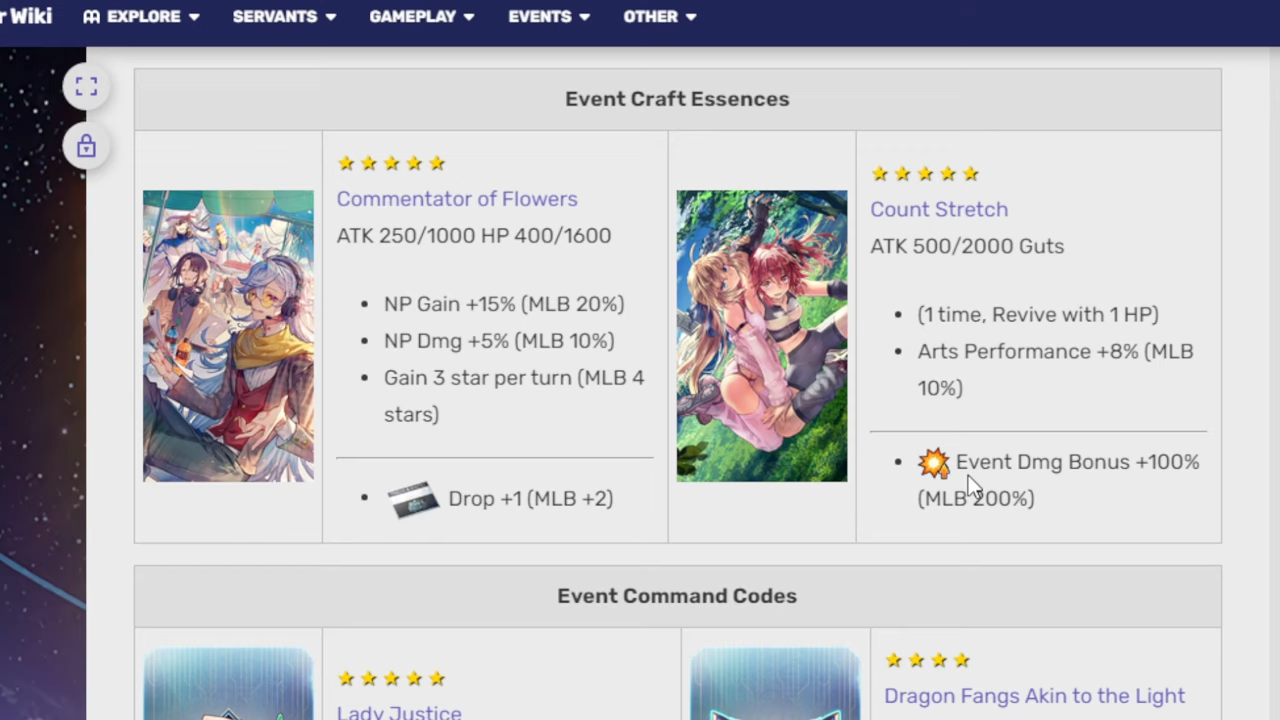 r Wiki
EXPLORE
SERVANTS
GAMEPLAY
EVENTS
OTHER
Event Craft Essences
Commentator of Flowers
ATK 250/1000 HP 400/1600
• NP Gain +15% (MLB 20%)
• NP Dmg +5% (MLB 10%)
• Gain 3 star per turn (MLB 4
stars)
• Drop +1 (MLB +2)
Count Stretch
ATK 500/2000 Guts
• (1 time, Revive with 1 HP)
• Arts Performance +8% (MLB
10%)
• Event Dmg Bonus +100%
(MLB 200%)
Event Command Codes
Lady Justice
Dragon Fangs Akin to the Light